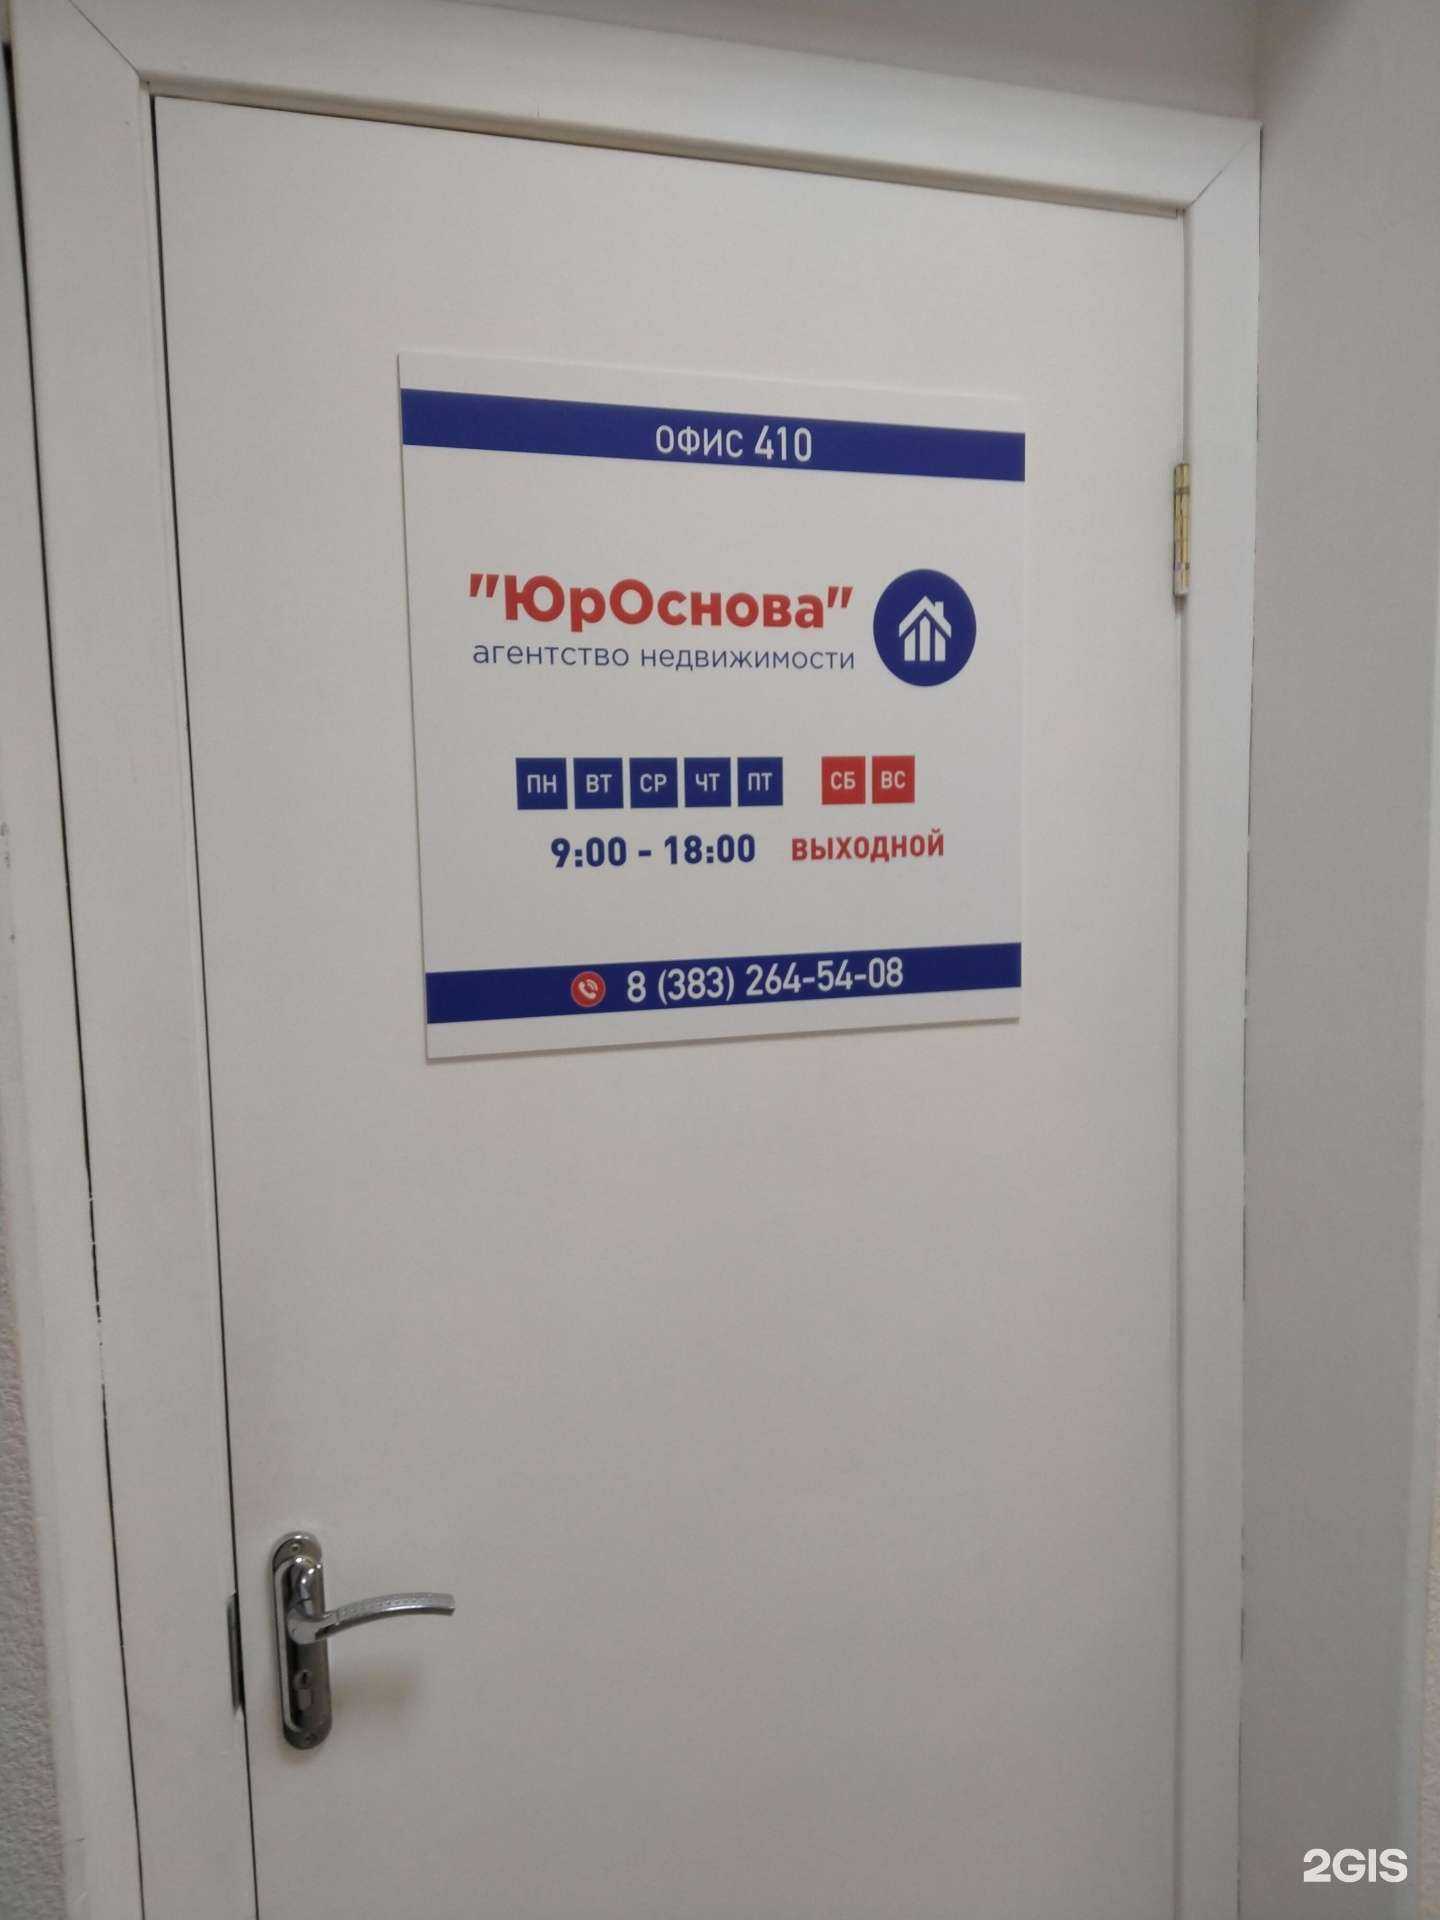 ОФИС 410
"ЮрОснова"
агентство недвижимости
ПН ВТ СР ЧТ ПТ СБ ВС
9:00 - 18:00 ВЫХОДНОЙ
8 (383) 264-54-08
2GIS